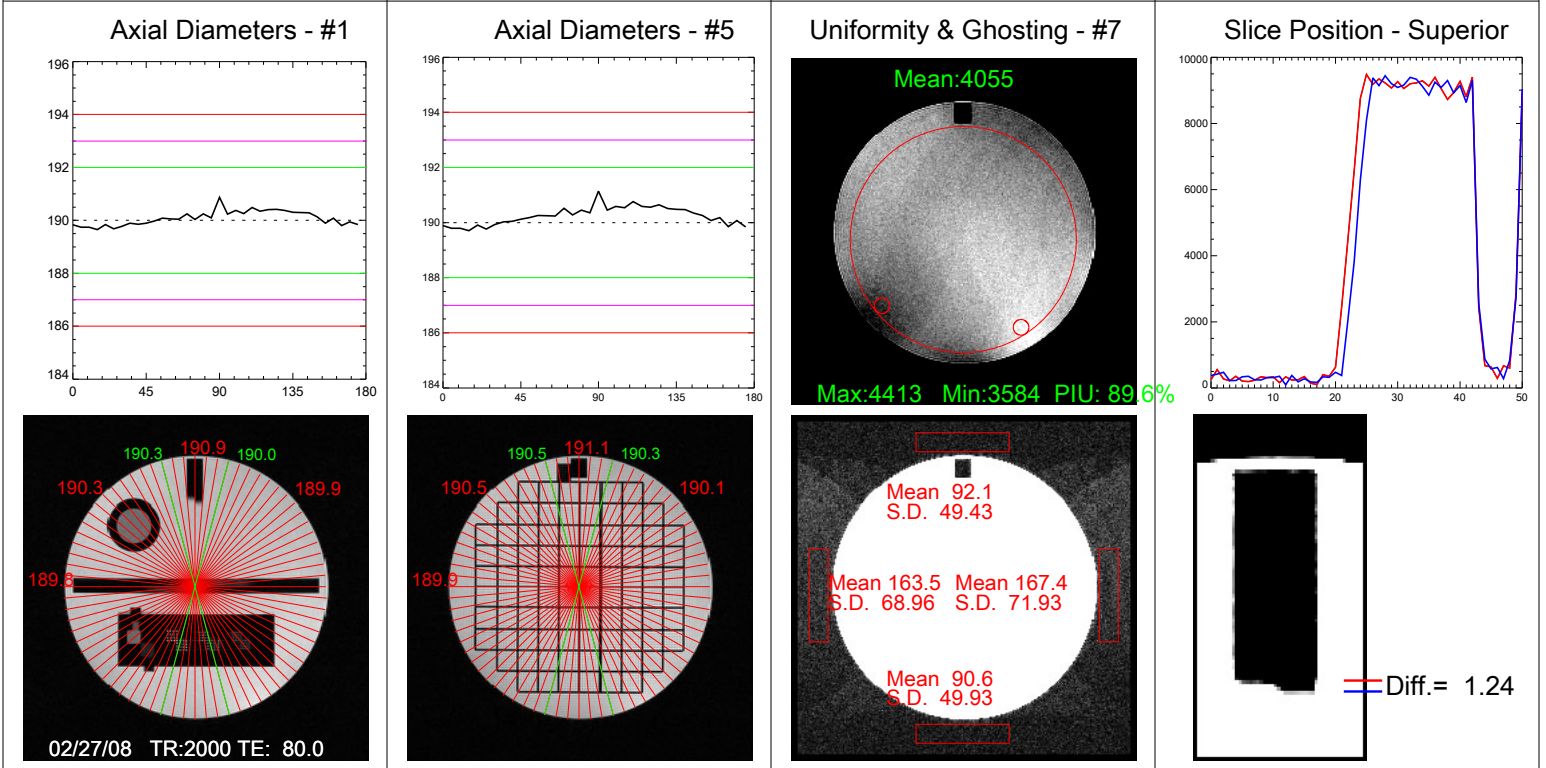 Axial Diameters - #1
196
194
192
190
188
186
184
0 45 90 135 180
190.3 190.9 190.0
190.3 189.9
189.8
02/27/08 TR:2000 TE: 80.0
Axial Diameters - #5
196
194
192
190
188
186
184
0 45 90 135 180
190.5 191.1 190.3
190.5 190.1
189.9
Uniformity & Ghosting - #7
Mean:4055
Max:4413 Min:3584 PIU: 89.6%
Mean 92.1
S.D. 49.43
Mean 163.5 Mean 167.4
S.D. 68.96 S.D. 71.93
Mean 90.6
S.D. 49.93
Slice Position - Superior
10000
8000
6000
4000
2000
0
0 10 20 30 40 50
Diff.= 1.24